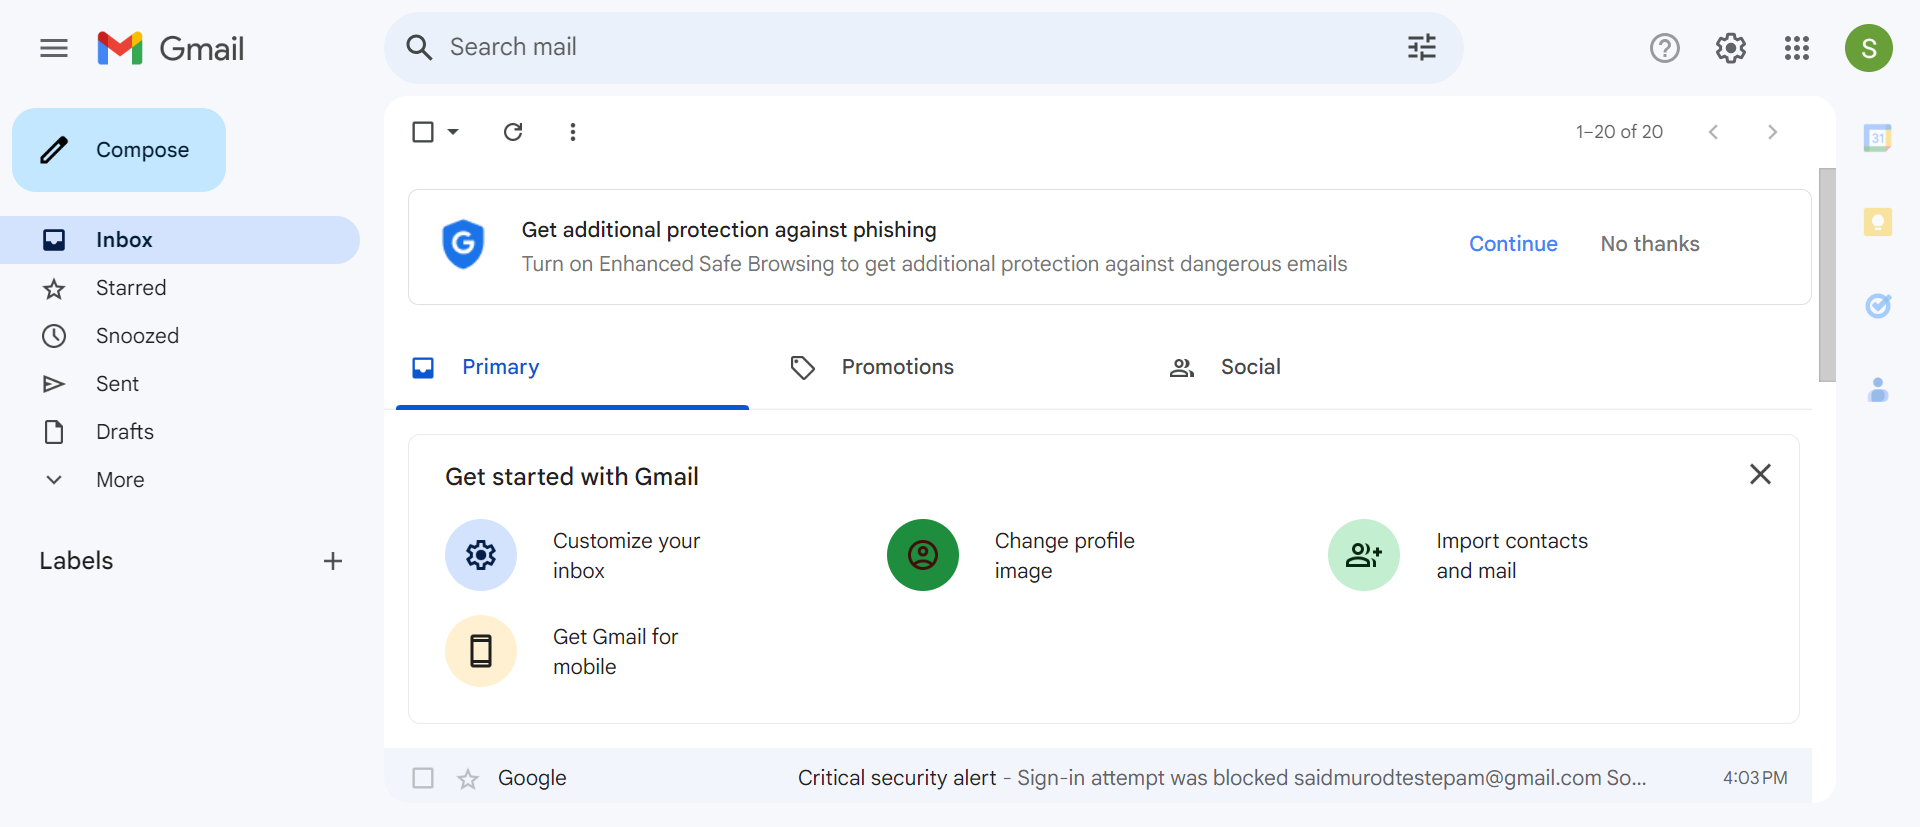 Gmail
Search mail
S
Compose
Inbox
Starred
Snoozed
Sent
Drafts
More
Labels
1–20 of 20
31
G
Get additional protection against phishing
Turn on Enhanced Safe Browsing to get additional protection against dangerous emails
Continue
No thanks
Primary
Promotions
Social
Get started with Gmail
Customize your
inbox
Change profile
image
Import contacts
and mail
Get Gmail for
mobile
Google
Critical security alert - Sign-in attempt was blocked saidmurodtestepam@gmail.com So...
4:03 PM